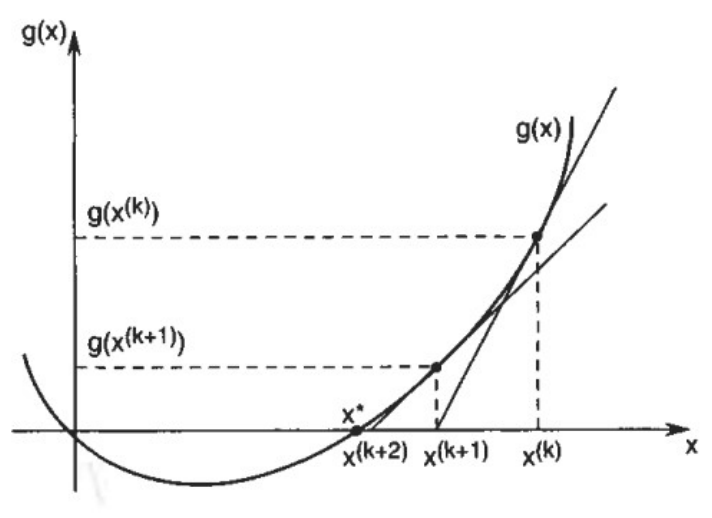 g(x)
g(x)
g(x^(k))
g(x^(k+1))
x*
x^(k+2) x^(k+1) x^(k) x